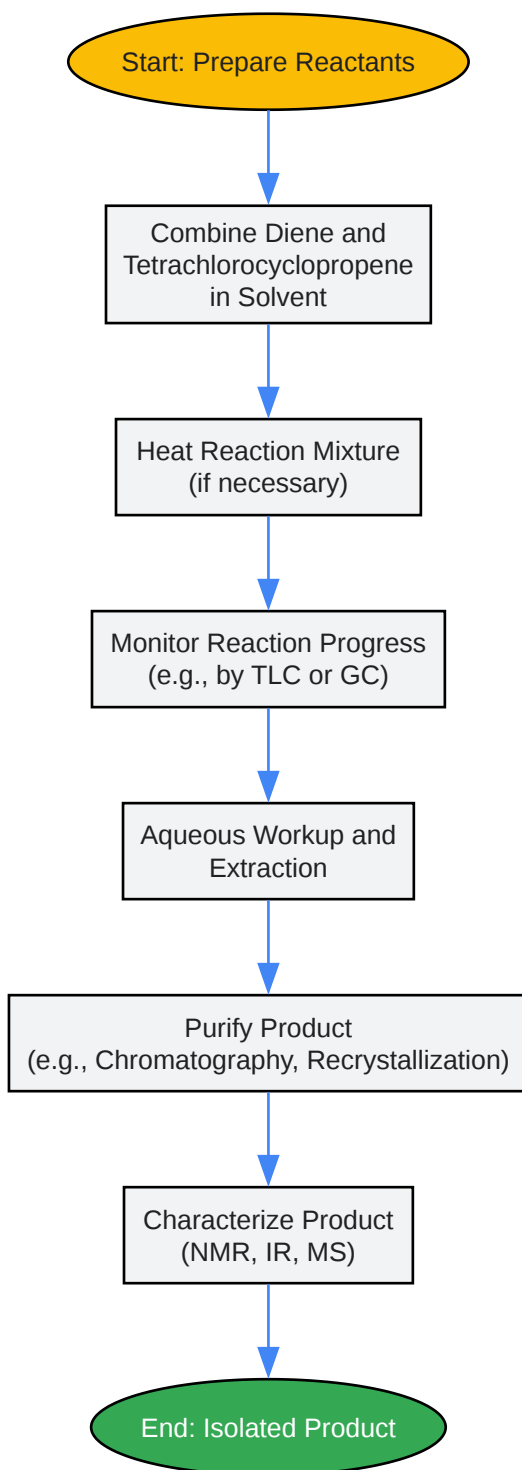 Start: Prepare Reactants
Combine Diene and
Tetrachlorocyclopropene
in Solvent
Heat Reaction Mixture
(if necessary)
Monitor Reaction Progress
(e.g., by TLC or GC)
Aqueous Workup and
Extraction
Purify Product
(e.g., Chromatography, Recrystallization)
Characterize Product
(NMR, IR, MS)
End: Isolated Product